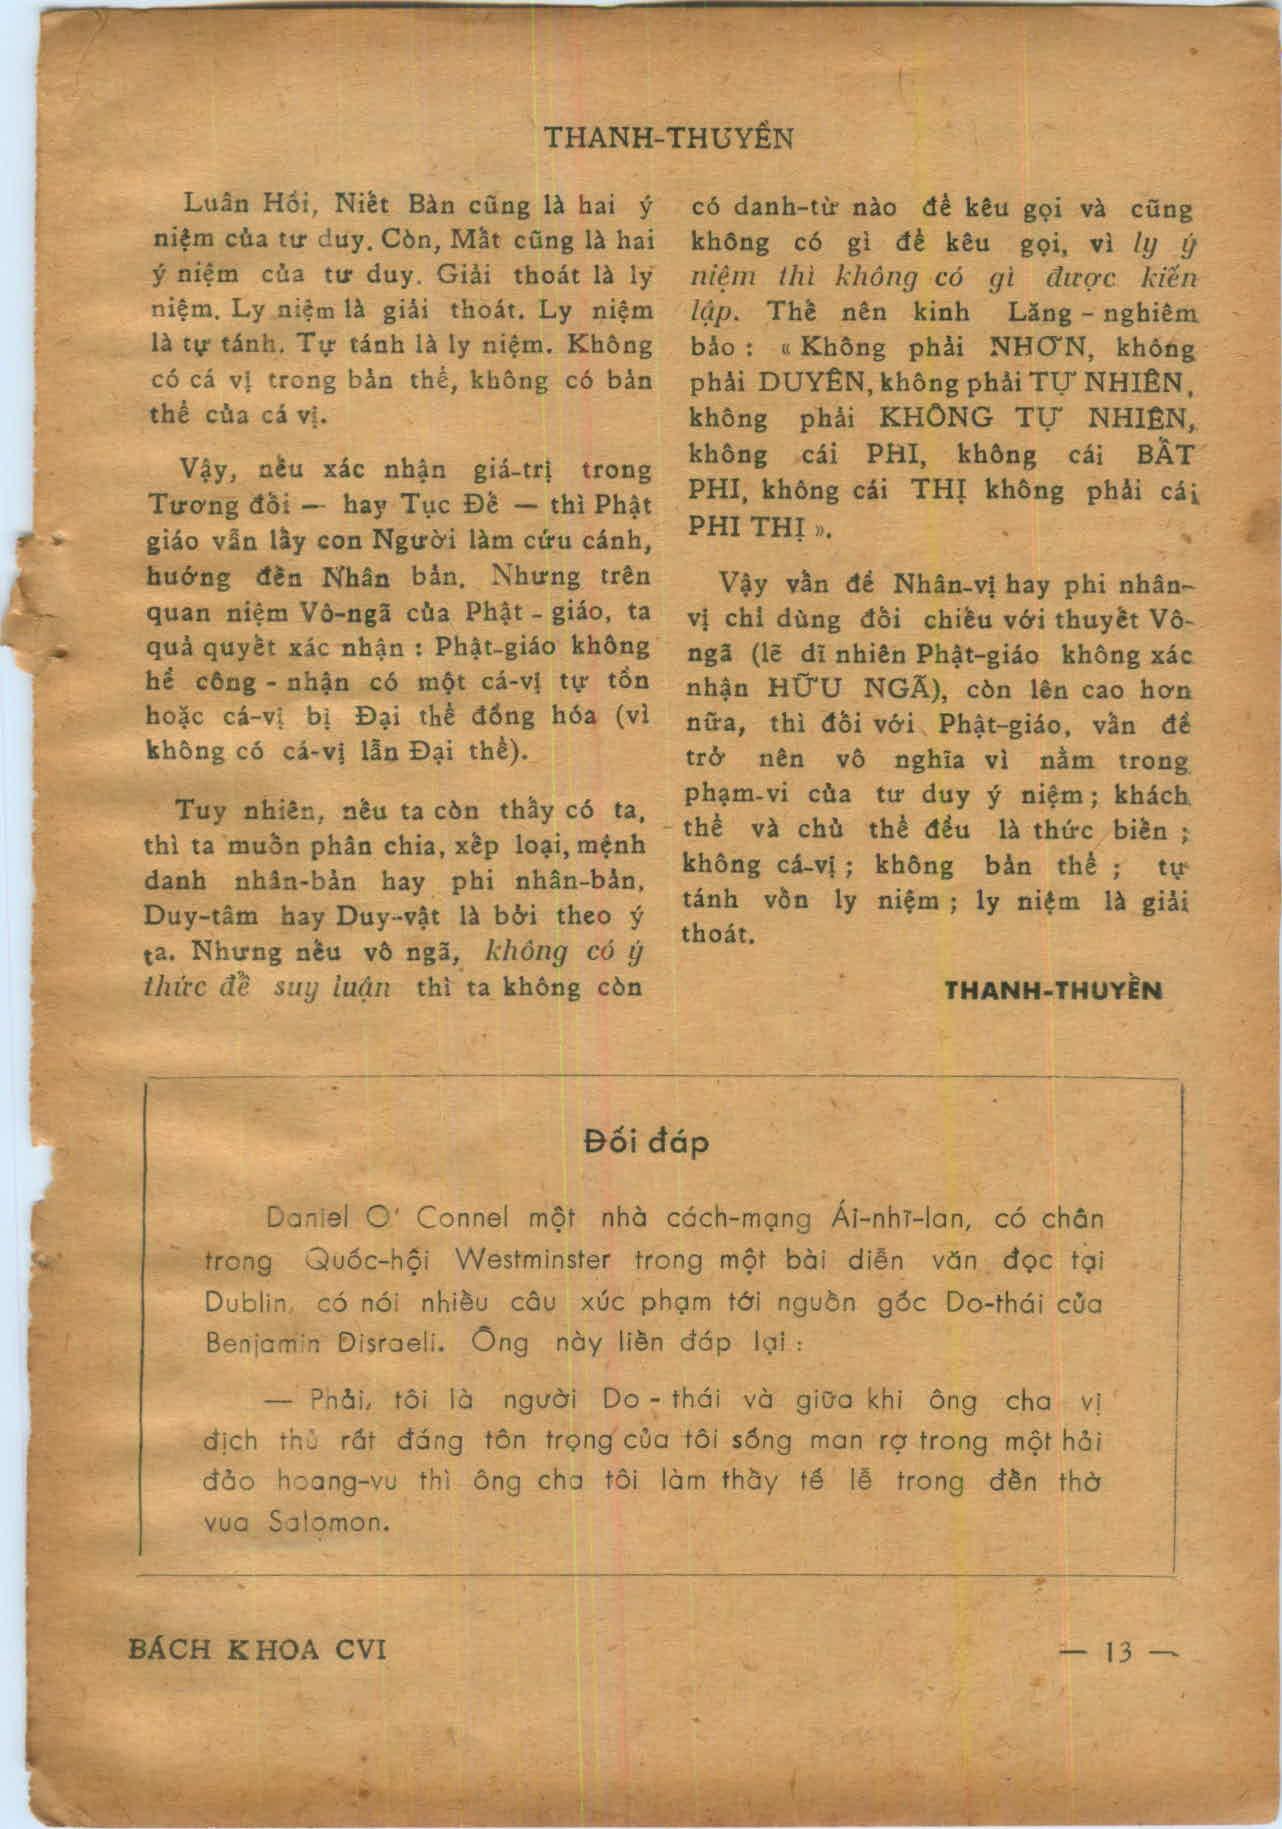 THANH-THUYỀN
Luân Hồi, Niết Bàn cũng là hai ý
niệm của tư duy. Còn, Mất cũng là hai
ý niệm của tư duy. Giải thoát là ly
niệm. Ly niệm là giải thoát. Ly niệm
là tự tánh. Tự tánh là ly niệm. Không
có cá vị trong bản thể, không có bản
thể của cá vị.
Vậy, nếu xác nhận giá-trị trong
Tương đối — hay Tục Đế — thì Phật
giáo vẫn lấy con Người làm cứu cánh,
hướng đến Nhân bản. Nhưng trên
quan niệm Vô-ngã của Phật - giáo, ta
quả quyết xác nhận : Phật-giáo không
hề công - nhận có một cá-vị tự tồn
hoặc cá-vị bị Đại thể đồng hóa (vì
không có cá-vị lẫn Đại thể).
Tuy nhiên, nếu ta còn thấy có ta,
thì ta muốn phân chia, xếp loại, mệnh
danh nhân-bản hay phi nhân-bản,
Duy-tâm hay Duy-vật là bởi theo ý
ta. Nhưng nếu vô ngã, không có ý
thức để suy luận thì ta không còn
có danh-từ nào để kêu gọi và cũng
không có gì để kêu gọi, vì ly ý
niệm thì không có gì được kiến
lập. Thế nên kinh Lăng - nghiêm
bảo : « Không phải NHƠN, không
phải DUYÊN, không phải TỰ NHIÊN,
không phải KHÔNG TỰ NHIÊN,
không cái PHI, không cái BẤT
PHI, không cái THỊ không phải cái
PHI THỊ ».
Vậy vấn đề Nhân-vị hay phi nhân-
vị chỉ dùng đối chiếu với thuyết Vô-
ngã (lẽ dĩ nhiên Phật-giáo không xác
nhận HỮU NGÃ), còn lên cao hơn
nữa, thì đối với Phật-giáo, vấn đề
trở nên vô nghĩa vì nằm trong
phạm-vi của tư duy ý niệm ; khách
thể và chủ thể đều là thức biến ;
không cá-vị ; không bản thể ; tự
tánh vốn ly niệm ; ly niệm là giải
thoát.
THANH-THUYỀN
Đối đáp
Daniel O' Connel một nhà cách-mạng Ái-nhĩ-lan, có chân
trong Quốc-hội Westminster trong một bài diễn văn đọc tại
Dublin, có nói nhiều câu xúc phạm tới nguồn gốc Do-thái của
Benjamin Disraeli. Ông này liền đáp lại :
— Phải, tôi là người Do - thái và giữa khi ông cha vị
địch thủ rất đáng tôn trọng của tôi sống man rợ trong một hải
đảo hoang-vu thì ông cha tôi làm thầy tế lễ trong đền thờ
vua Salomon.
BÁCH KHOA CVI
— 13 —